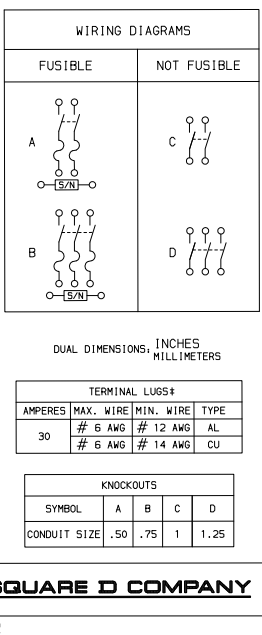 WIRING DIAGRAMS
FUSIBLE NOT FUSIBLE
A
S/N
C
B
S/N
D
DUAL DIMENSIONS: INCHES
MILLIMETERS
TERMINAL LUGS‡
AMPERES MAX. WIRE MIN. WIRE TYPE
30 # 6 AWG # 12 AWG AL
# 6 AWG # 14 AWG CU
KNOCKOUTS
SYMBOL A B C D
CONDUIT SIZE .50 .75 1 1.25
SQUARE D COMPANY